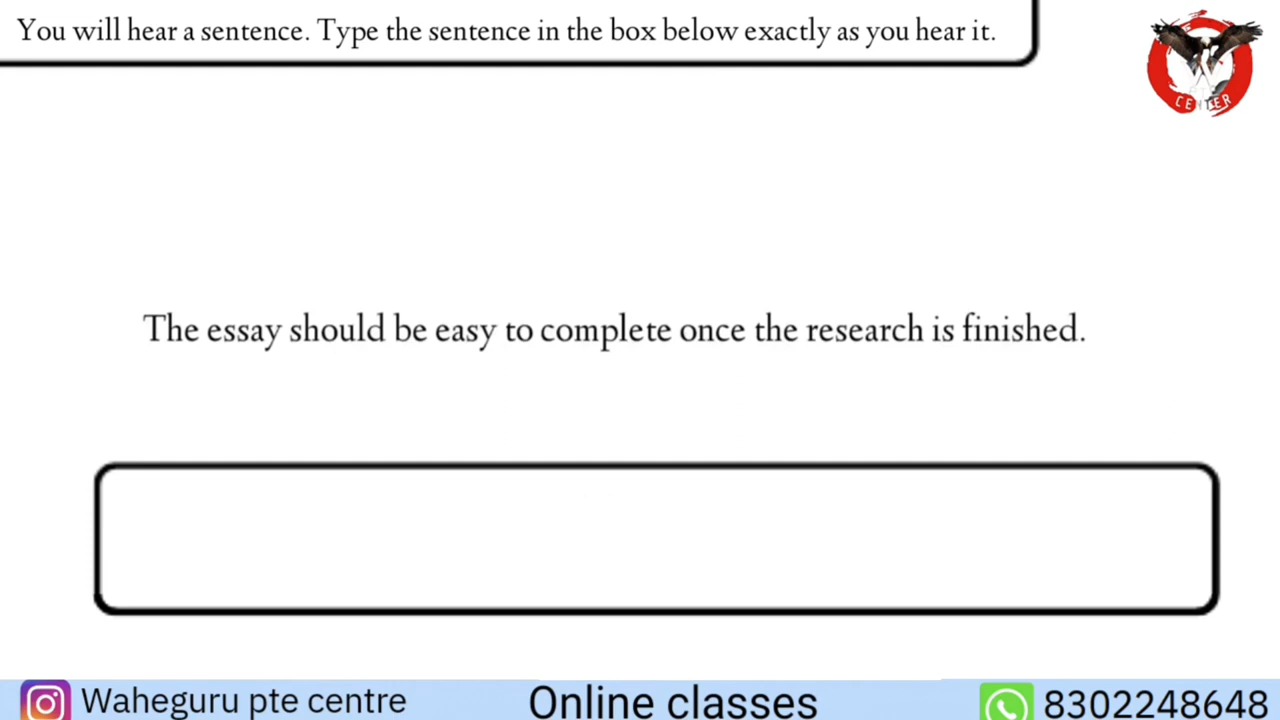 You will hear a sentence. Type the sentence in the box below exactly as you hear it.
CENTER
The essay should be easy to complete once the research is finished.
Waheguru pte centre
Online classes
8302248648